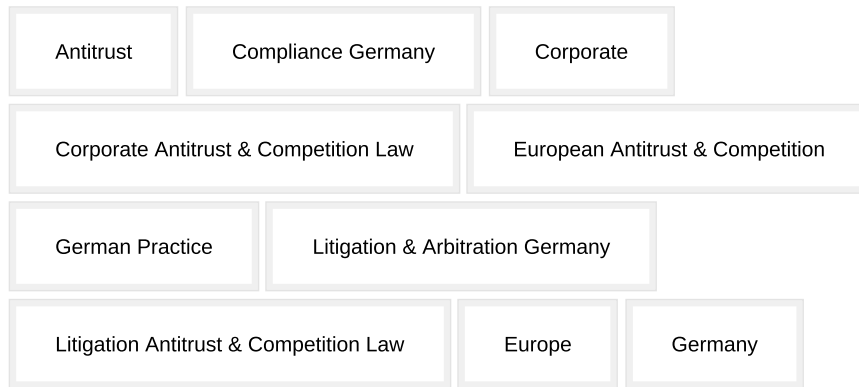 Antitrust Compliance Germany Corporate
Corporate Antitrust & Competition Law European Antitrust & Competition
German Practice Litigation & Arbitration Germany
Litigation Antitrust & Competition Law Europe Germany